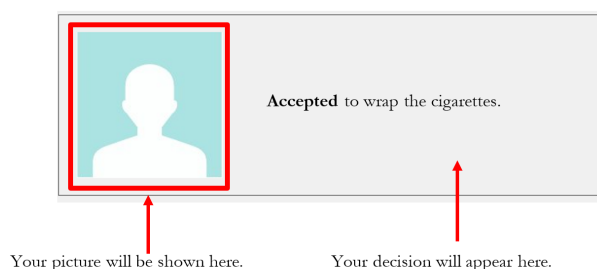 Accepted to wrap the cigarettes.
Your picture will be shown here.
Your decision will appear here.